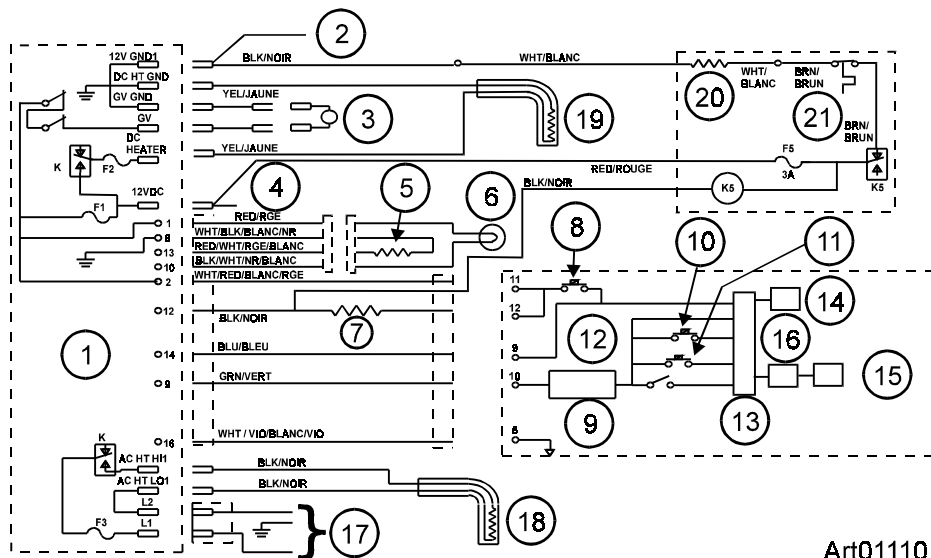 12V GND1
BLK/NOIR
2
WHT/BLANC
DC HT GND
GV GND
YEL/JAUNE
GV
3
19
20
WHT/
BLANC
BRN/
BRUN
21
DC
HEATER
K
F2
YEL/JAUNE
BRN/
BRUN
F5
3A
RED/ROUGE
K5
K5
12VDC
F1
4
5
6
BLK/NOIR
1
RED/RGE
8
WHT/BLK/BLANC/NR
13
RED/WHT/RGE/BLANC
10
BLK/WHT/NR/BLANC
2
WHT/RED/BLANC/RGE
12
BLK/NOIR
7
8
10
11
11
12
12
14
9
16
15
10
9
13
6
1
14
BLU/BLEU
9
GRN/VERT
16
WHT / VIO/BLANC/VIO
K
AC HT HI1
BLK/NOIR
AC HT LO1
BLK/NOIR
L2
F3
L1
17
18
Art01110